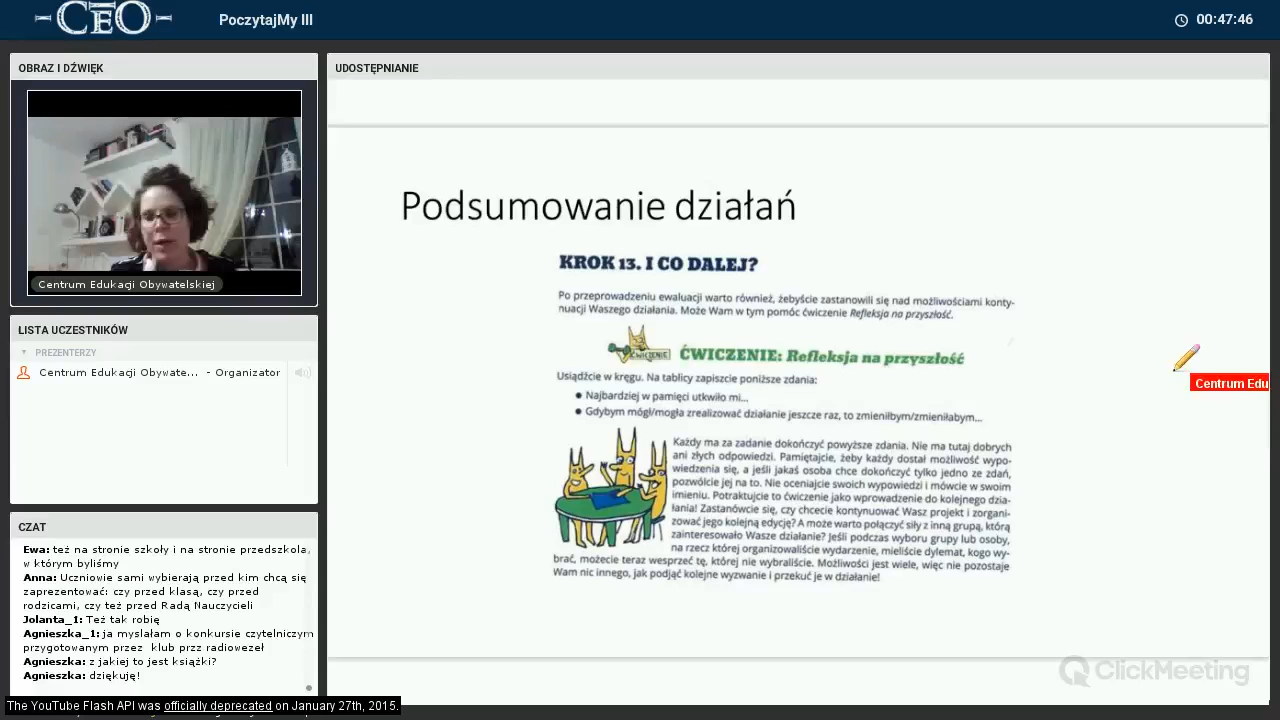 CEO
PoczytajMy III
00:47:46
OBRAZ I DŹWIĘK
Centrum Edukacji Obywatelskiej
LISTA UCZESTNIKÓW
PREZENTERZY
Centrum Edukacji Obywate... - Organizator
CZAT
Ewa: też na stronie szkoły i na stronie przedszkola,
w którym byliśmy
Anna: Uczniowie sami wybierają przed kim chcą się
zaprezentować: czy przed klasą, czy przed
rodzicami, czy też przed Radą Nauczycieli
Jolanta_1: Też tak robię
Agnieszka_1: ja myslałam o konkursie czytelniczym
przygotowanym przez klub przz radiowezeł
Agnieszka: z jakiej to jest książki?
Agnieszka: dziękuję!
The YouTube Flash API was officially deprecated on January 27th, 2015.
UDOSTĘPNIANIE
Podsumowanie działań
KROK 13. I CO DALEJ?
Po przeprowadzeniu ewaluacji warto również, żebyście zastanowili się nad możliwościami konty-
nuacji Waszego działania. Może Wam w tym pomóc ćwiczenie Refleksja na przyszłość.
ĆWICZENIE
ĆWICZENIE: Refleksja na przyszłość
Usiądźcie w kręgu. Na tablicy zapiszcie poniższe zdania:
● Najbardziej w pamięci utkwiło mi...
● Gdybym mógł/mogła zrealizować działanie jeszcze raz, to zmieniłbym/zmieniłabym...
Każdy ma za zadanie dokończyć powyższe zdania. Nie ma tutaj dobrych
ani złych odpowiedzi. Pamiętajcie, żeby każdy dostał możliwość wypo-
wiedzenia się, a jeśli jakaś osoba chce dokończyć tylko jedno ze zdań,
pozwólcie jej na to. Nie oceniajcie swoich wypowiedzi i mówcie w swoim
imieniu. Potraktujcie to ćwiczenie jako wprowadzenie do kolejnego dzia-
łania! Zastanówcie się, czy chcecie kontynuować Wasz projekt i zorgani-
zować jego kolejną edycję? A może warto połączyć siły z inną grupą, którą
zainteresowało Wasze działanie? Jeśli podczas wyboru grupy lub osoby,
na rzecz której organizowaliście wydarzenie, mieliście dylemat, kogo wy-
brać, możecie teraz wesprzeć tę, której nie wybraliście. Możliwości jest wiele, więc nie pozostaje
Wam nic innego, jak podjąć kolejne wyzwanie i przekuć je w działanie!
Centrum Edu
ClickMeeting